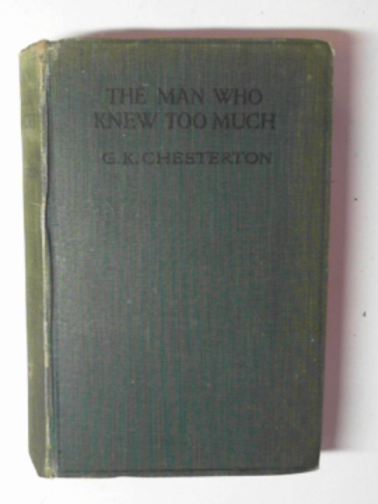 THE MAN WHO
KNEW TOO MUCH
G.K.CHESTERTON